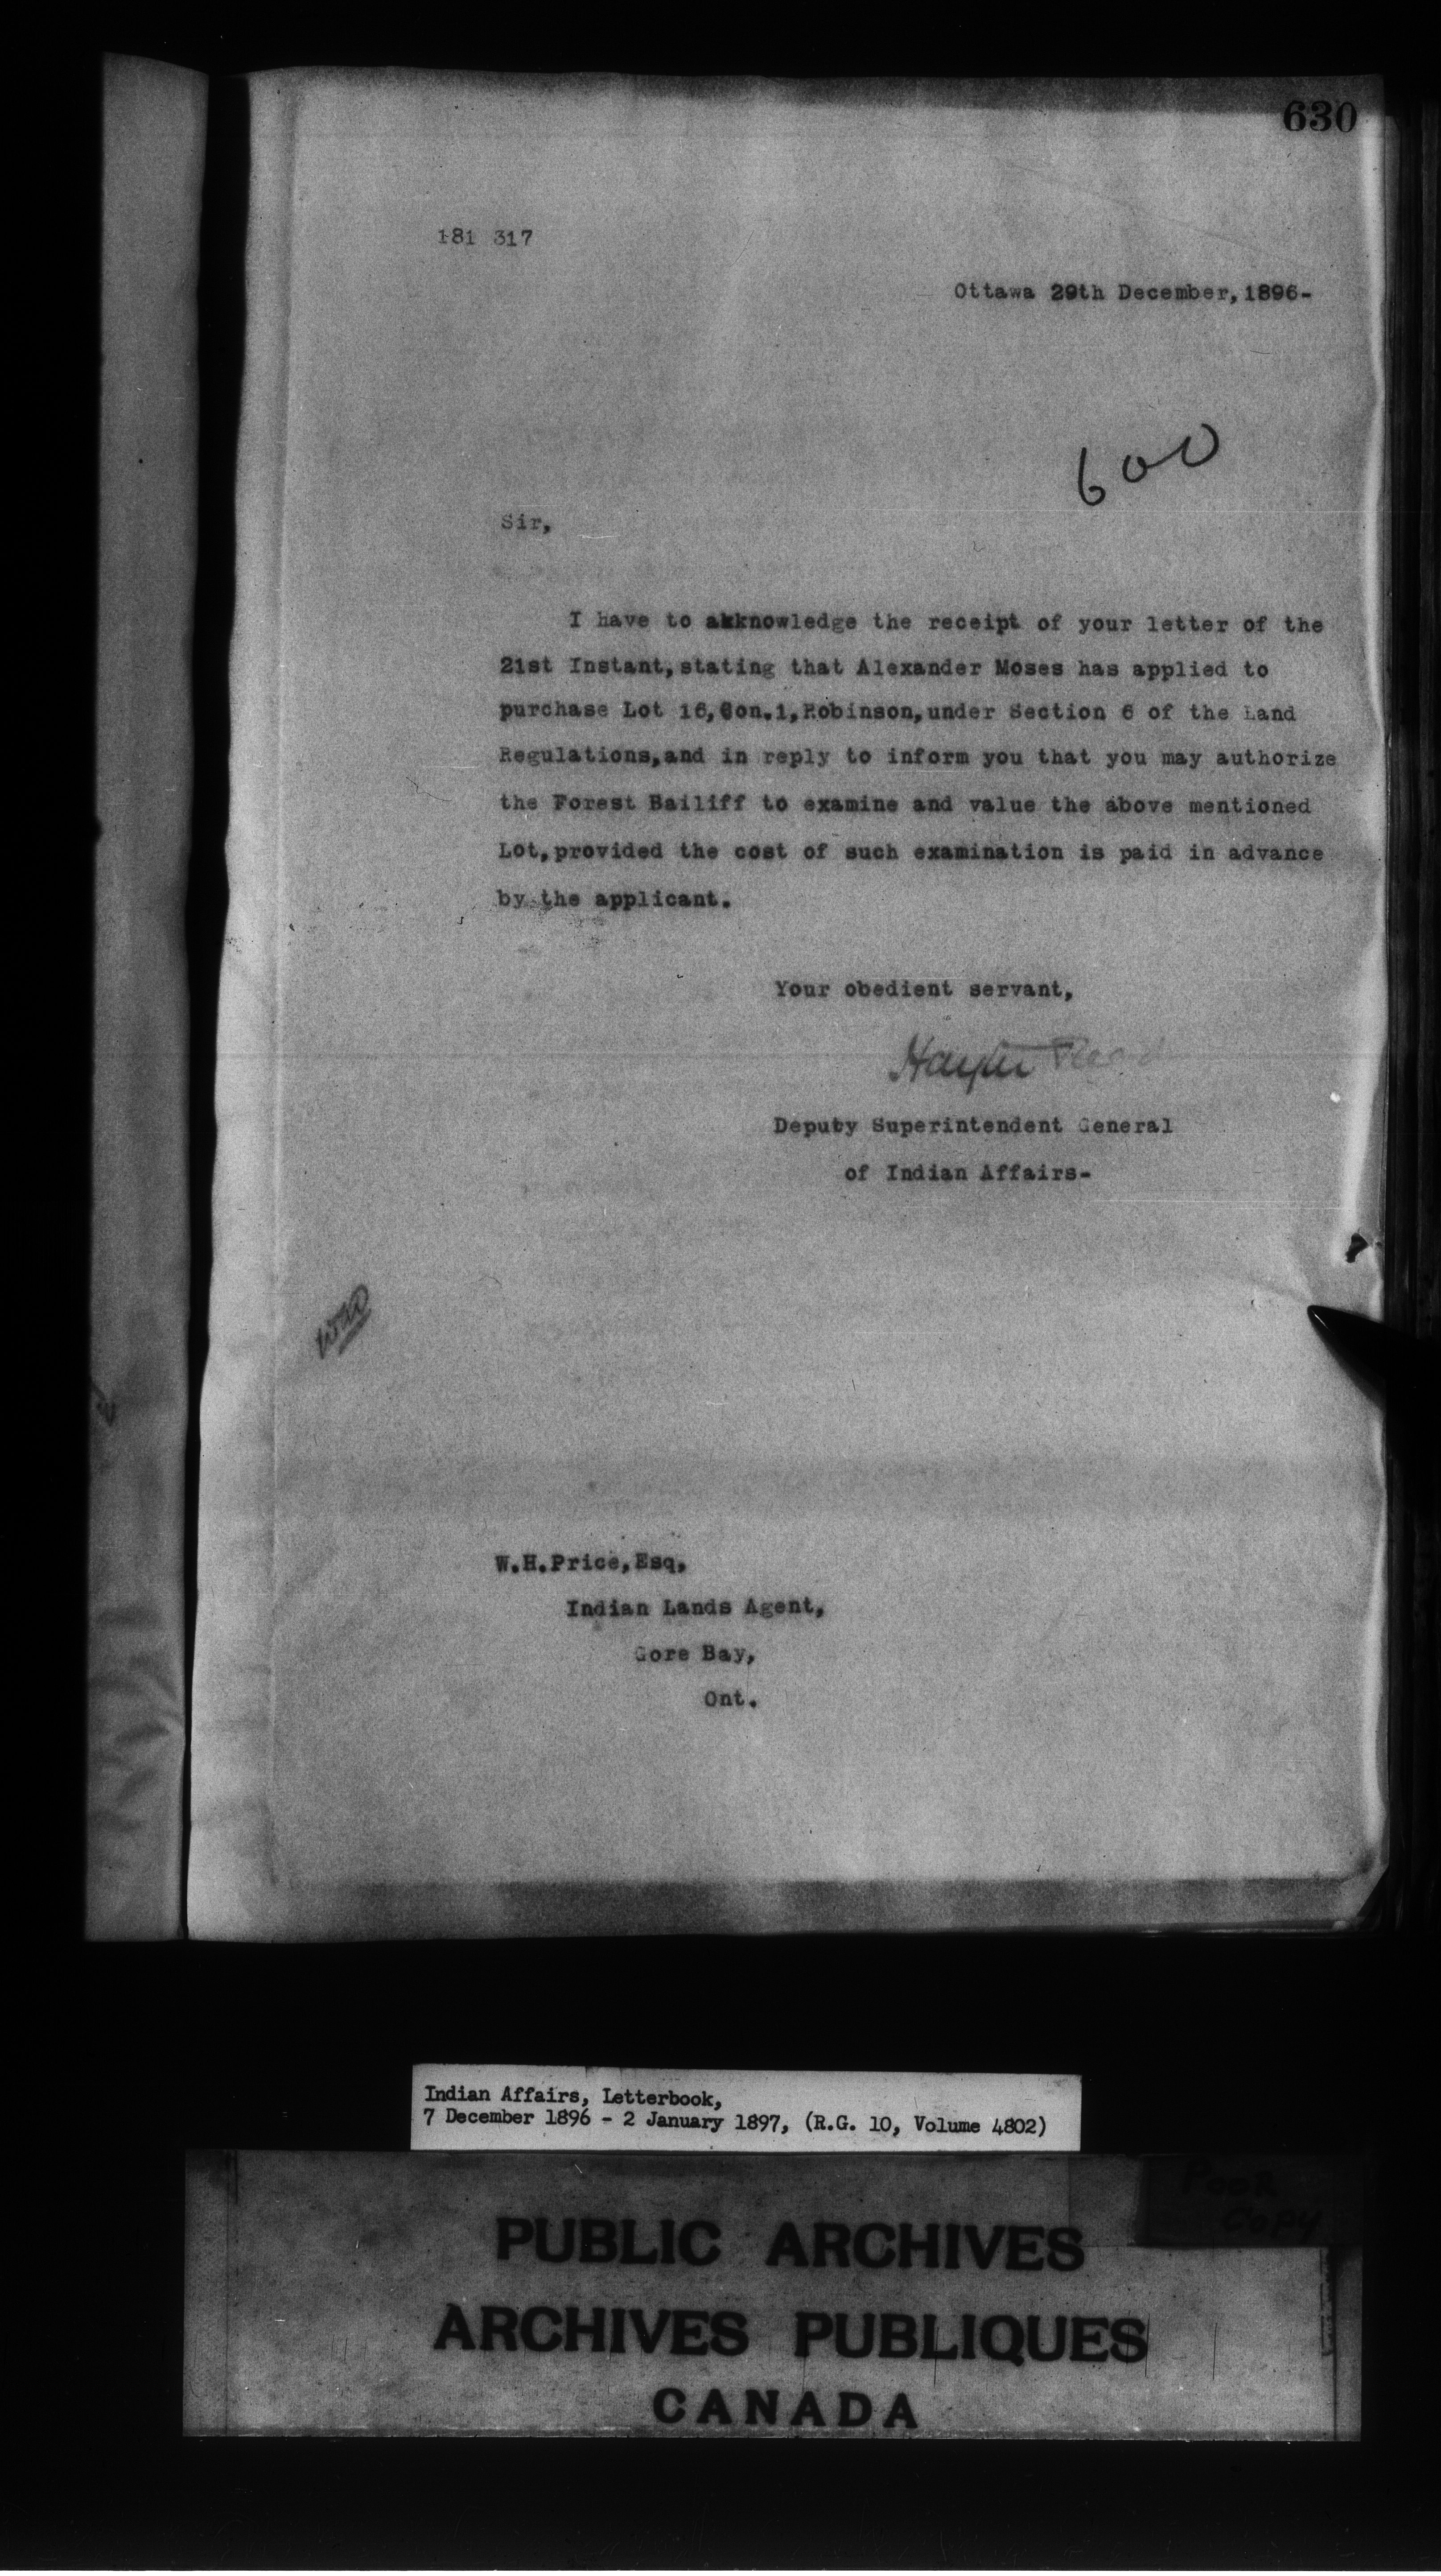 630
181 317
Ottawa 29th December, 1896-
600
Sir,
I have to akknowledge the receipt of your letter of the
21st Instant, stating that Alexander Moses has applied to
purchase Lot 16, Con. 1, Robinson, under Section 6 of the Land
Regulations, and in reply to inform you that you may authorize
the Forest Bailiff to examine and value the above mentioned
Lot, provided the cost of such examination is paid in advance
by the applicant.
Your obedient servant,
Hayter Reed
Deputy Superintendent General
of Indian Affairs-
W.H. Price, Esq,
Indian Lands Agent,
Gore Bay,
Ont.
Indian Affairs, Letterbook,
7 December 1896 - 2 January 1897, (R.G. 10, Volume 4802)
POOR
COPY
PUBLIC ARCHIVES
ARCHIVES PUBLIQUES
CANADA